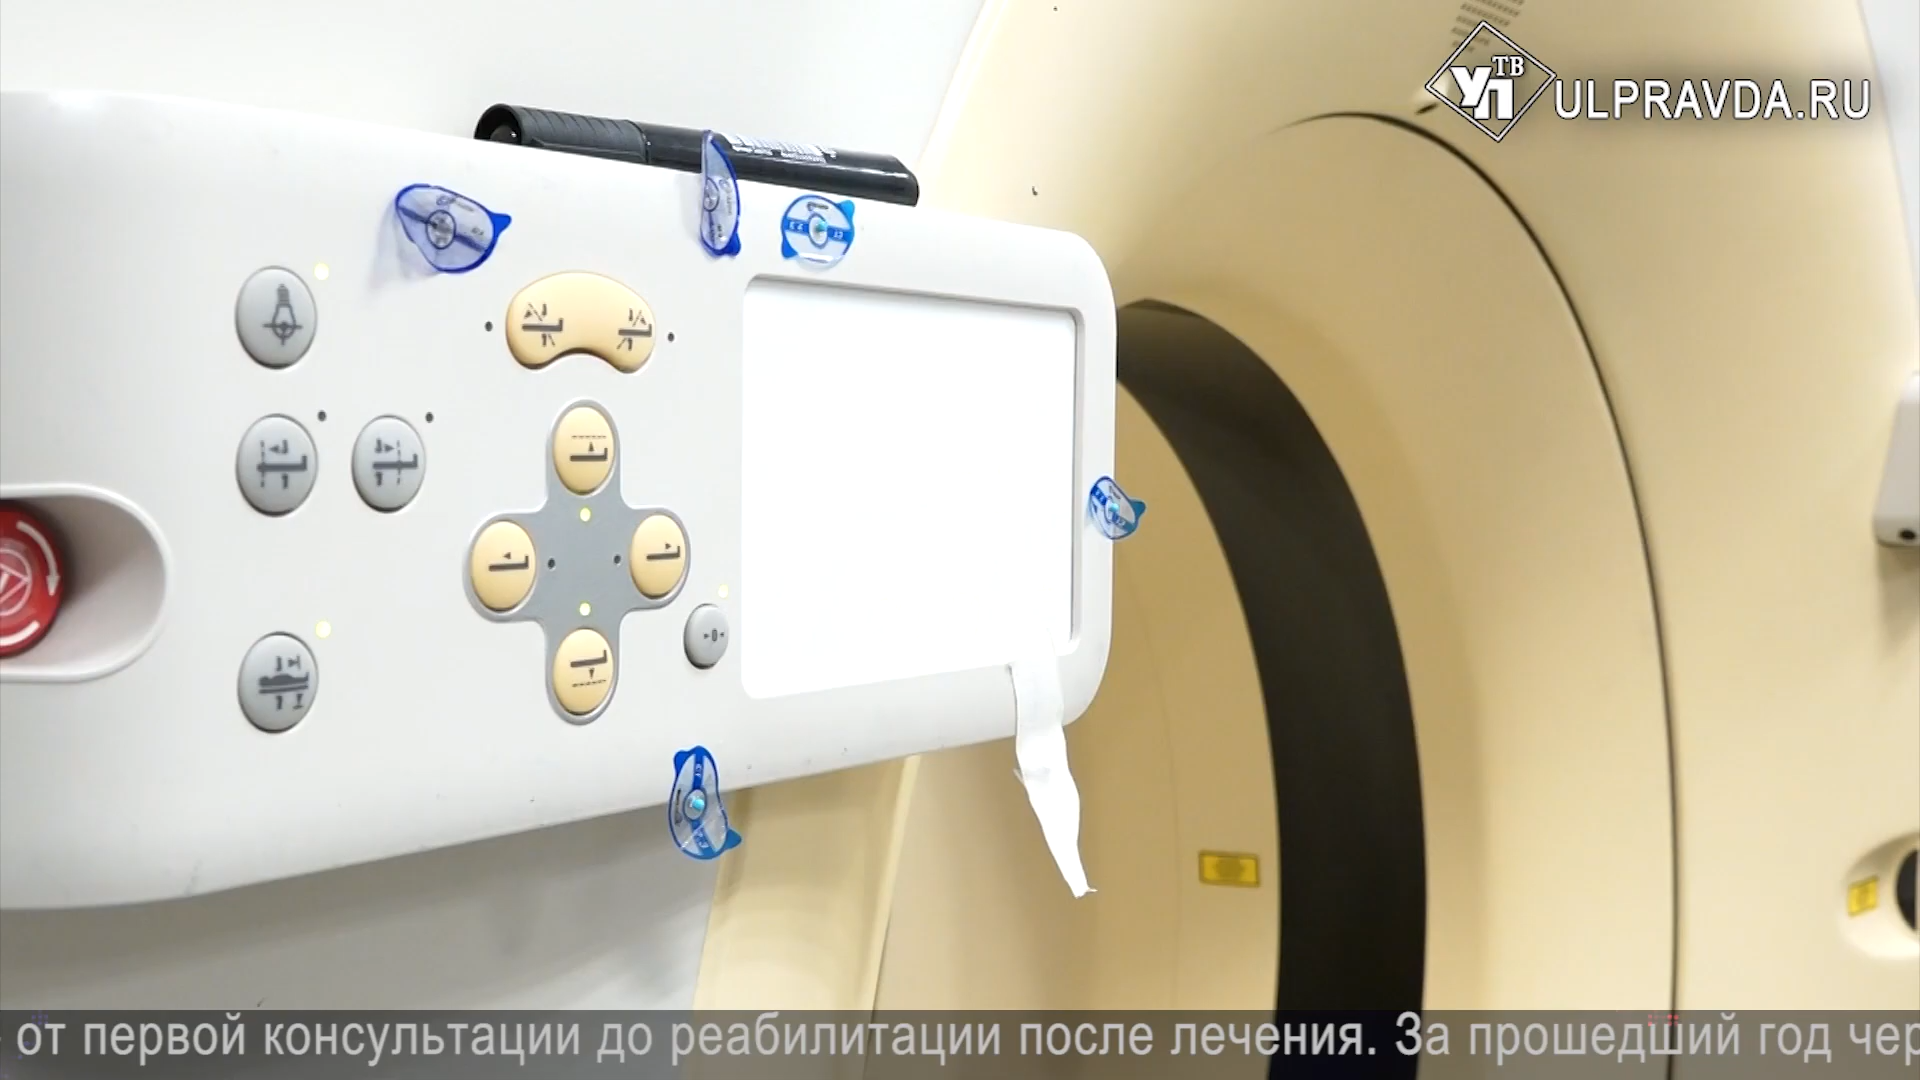 УП ТВ
ULPRAVDA.RU
от первой консультации до реабилитации после лечения. За прошедший год чер